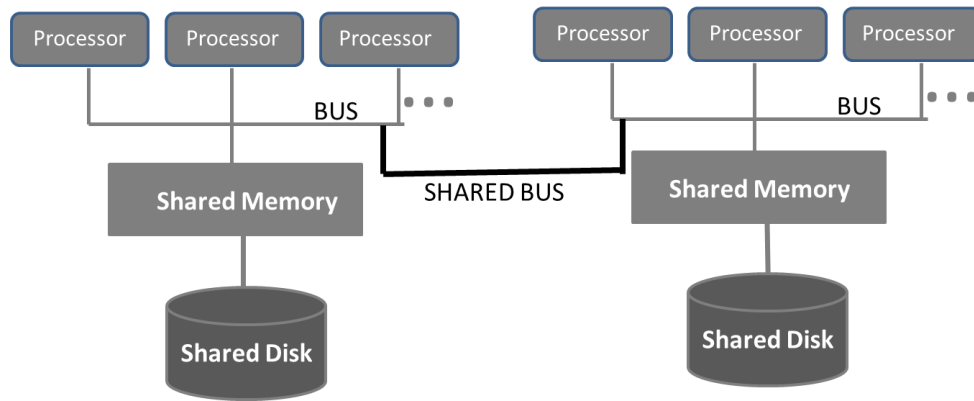 Processor
Processor
Processor
BUS
Shared Memory
Shared Disk
SHARED BUS
Processor
Processor
Processor
BUS
Shared Memory
Shared Disk